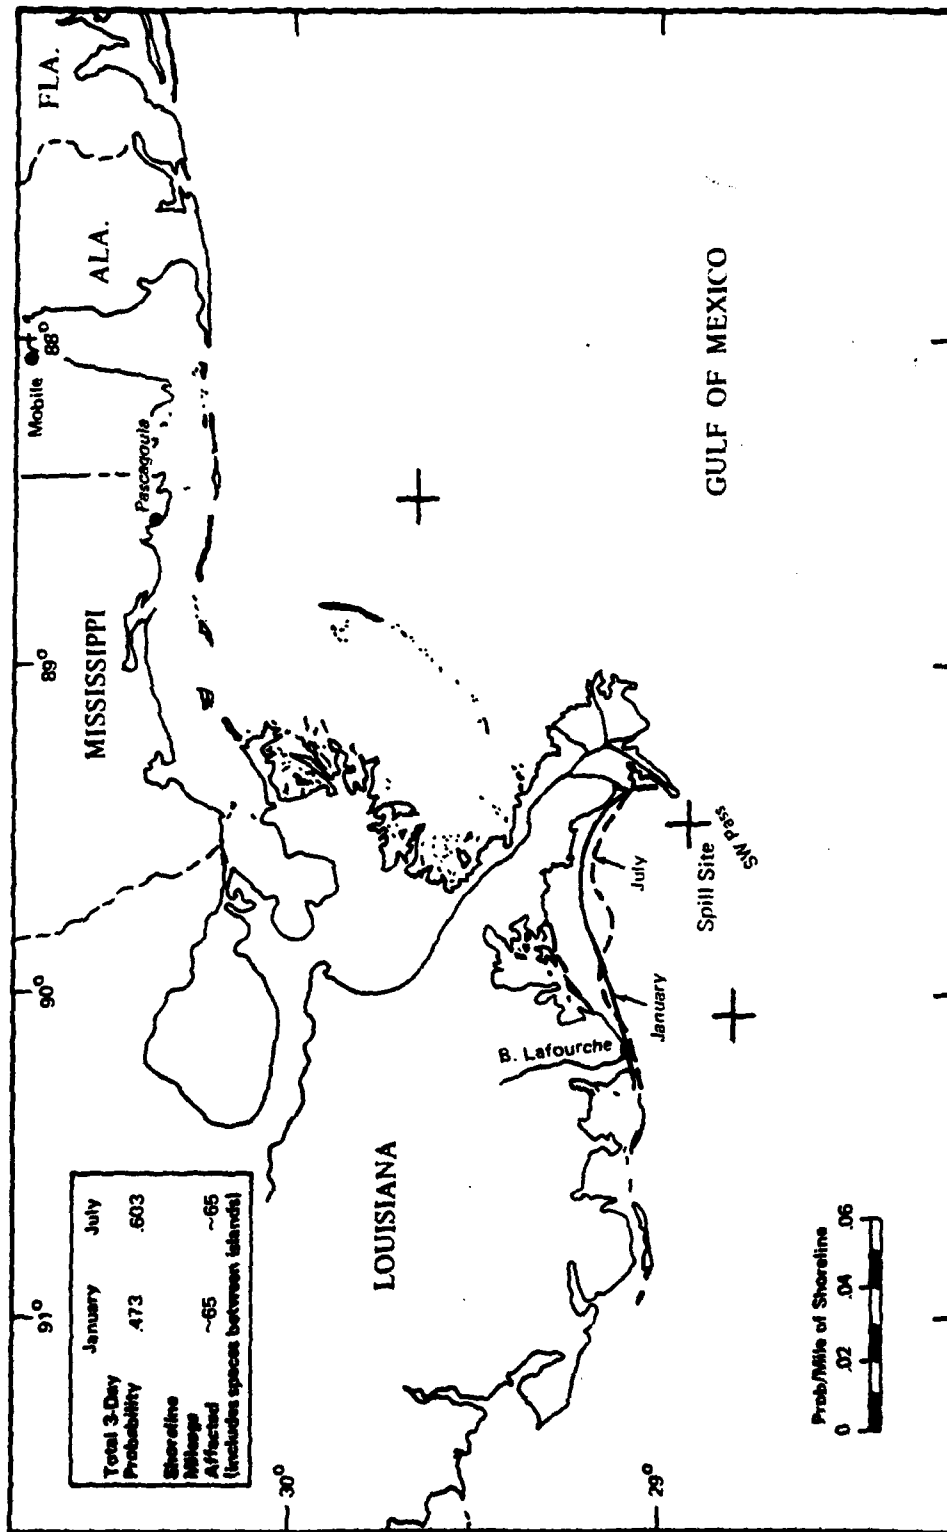 Total 3-Day Probability
January July
.473 .603
Shoreline
Mileage
Affected ~65 ~65
(includes spaces between islands)
91°
90°
89°
88°
30°
29°
MISSISSIPPI
Pascagoula
Mobile
ALA.
FLA.
LOUISIANA
B. Lafourche
January
July
Spill Site
SW Pass
GULF OF MEXICO
Prob/Mile of Shoreline
0 .02 .04 .06